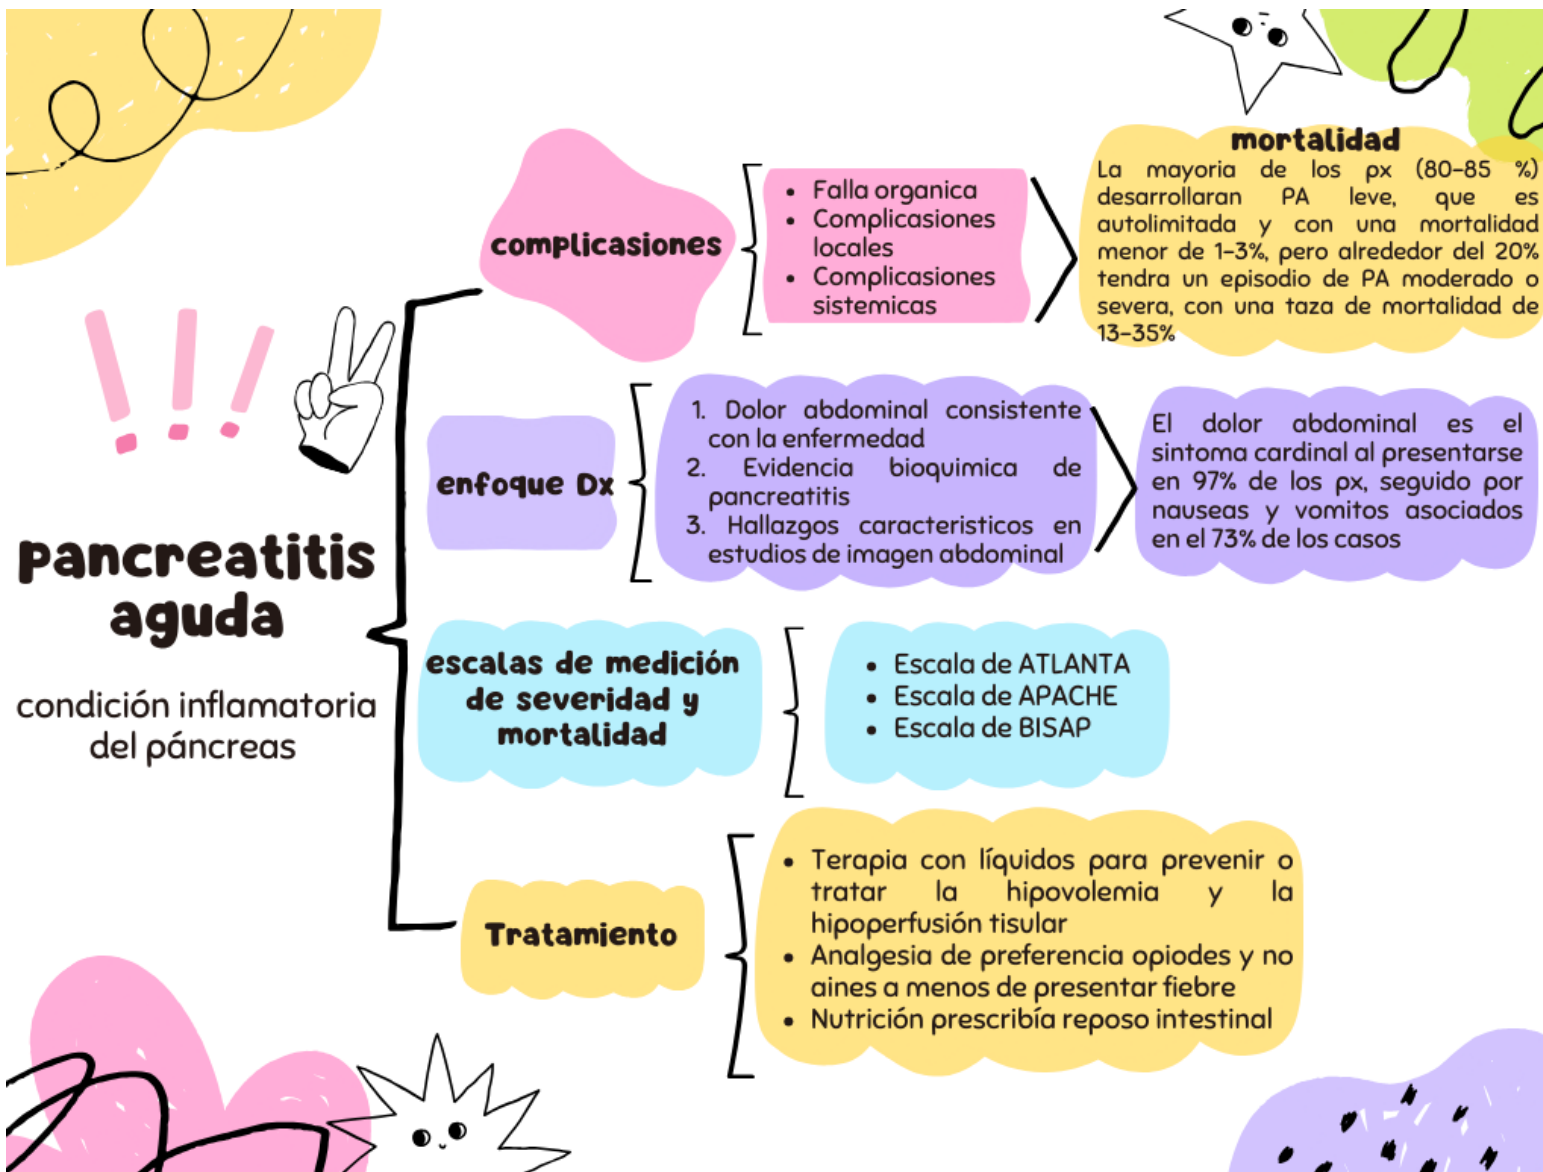 pancreatitis
aguda
condición inflamatoria
del páncreas
complicasiones
• Falla organica
• Complicasiones
locales
• Complicasiones
sistemicas
mortalidad
La mayoria de los px (80-85 %)
desarrollaran PA leve, que es
autolimitada y con una mortalidad
menor de 1-3%, pero alrededor del 20%
tendra un episodio de PA moderado o
severa, con una taza de mortalidad de
13-35%
enfoque Dx
1. Dolor abdominal consistente
con la enfermedad
2. Evidencia bioquimica de
pancreatitis
3. Hallazgos caracteristicos en
estudios de imagen abdominal
El dolor abdominal es el
sintoma cardinal al presentarse
en 97% de los px, seguido por
nauseas y vomitos asociados
en el 73% de los casos
escalas de medición
de severidad y
mortalidad
• Escala de ATLANTA
• Escala de APACHE
• Escala de BISAP
Tratamiento
• Terapia con líquidos para prevenir o
tratar la hipovolemia y la
hipoperfusión tisular
• Analgesia de preferencia opiodes y no
aines a menos de presentar fiebre
• Nutrición prescribía reposo intestinal